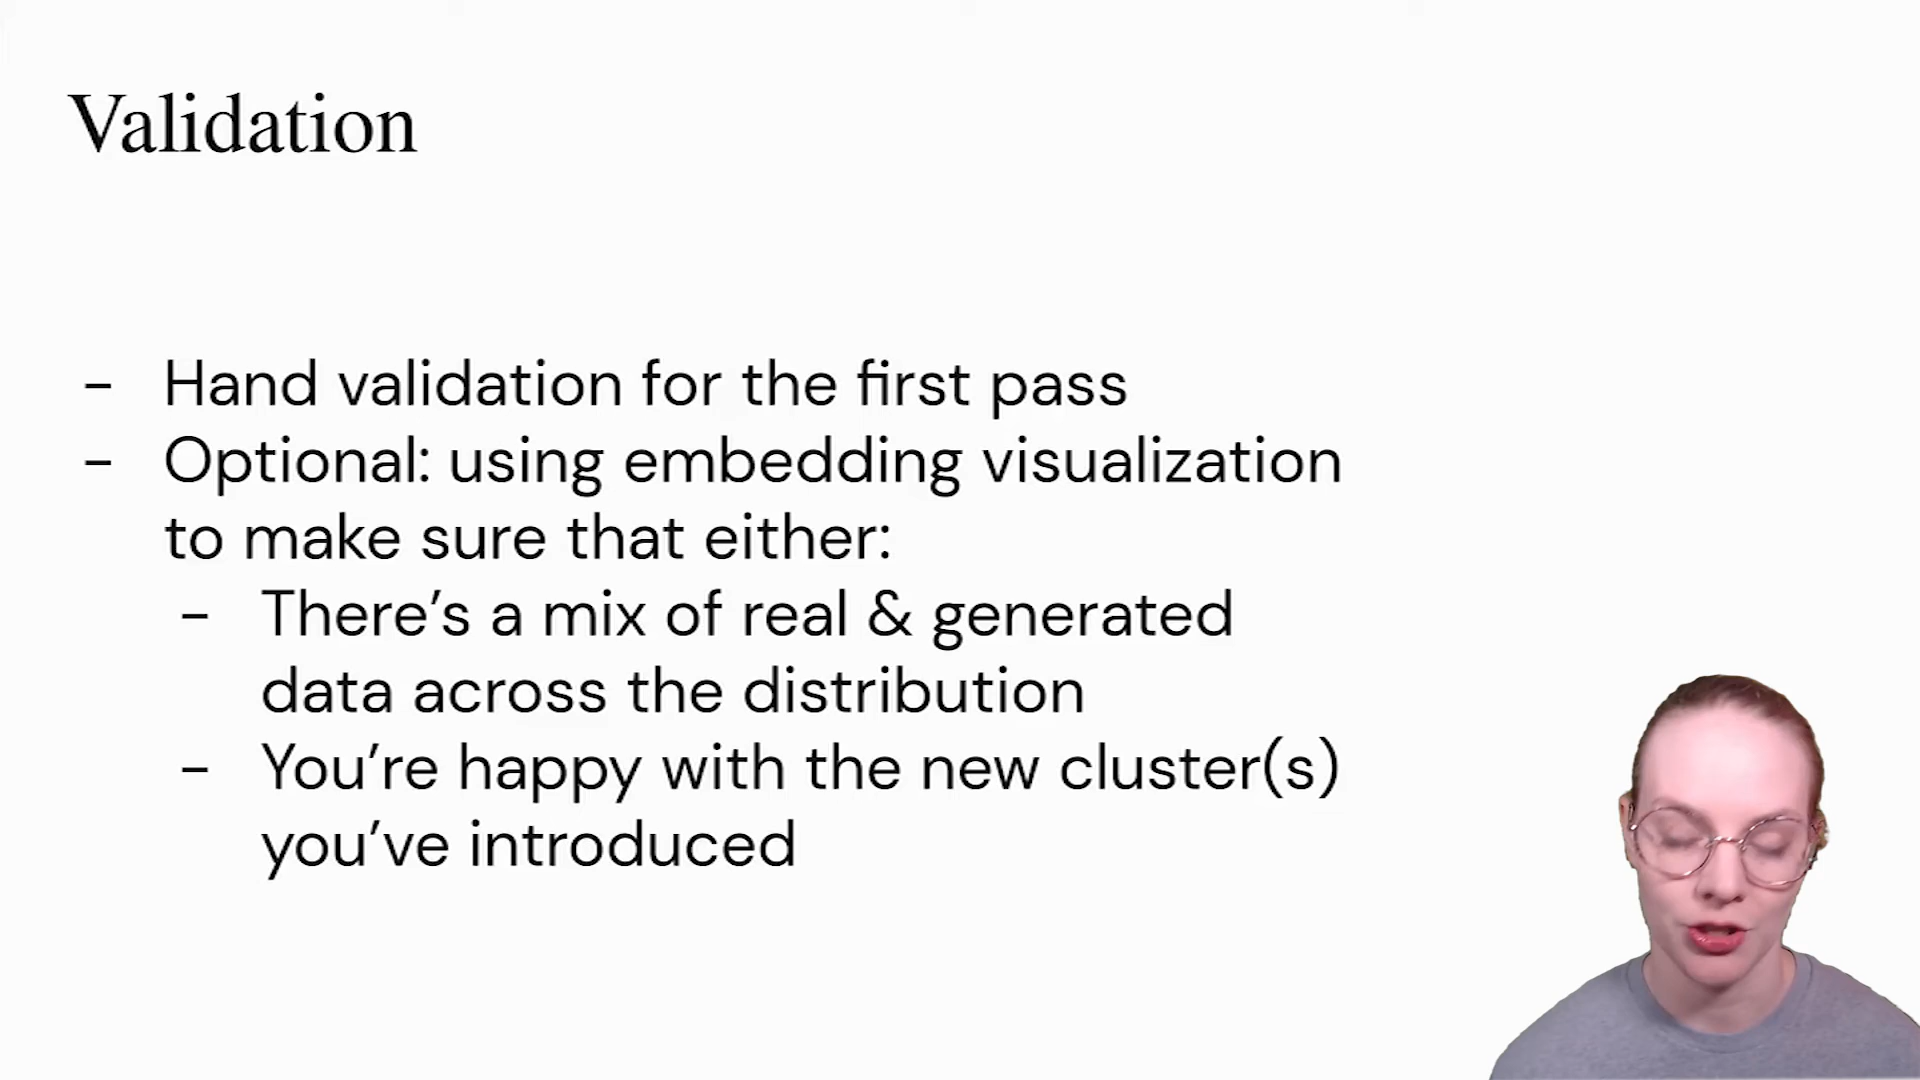 Validation
- Hand validation for the first pass
- Optional: using embedding visualization
to make sure that either:
- There’s a mix of real & generated
data across the distribution
- You’re happy with the new cluster(s)
you’ve introduced